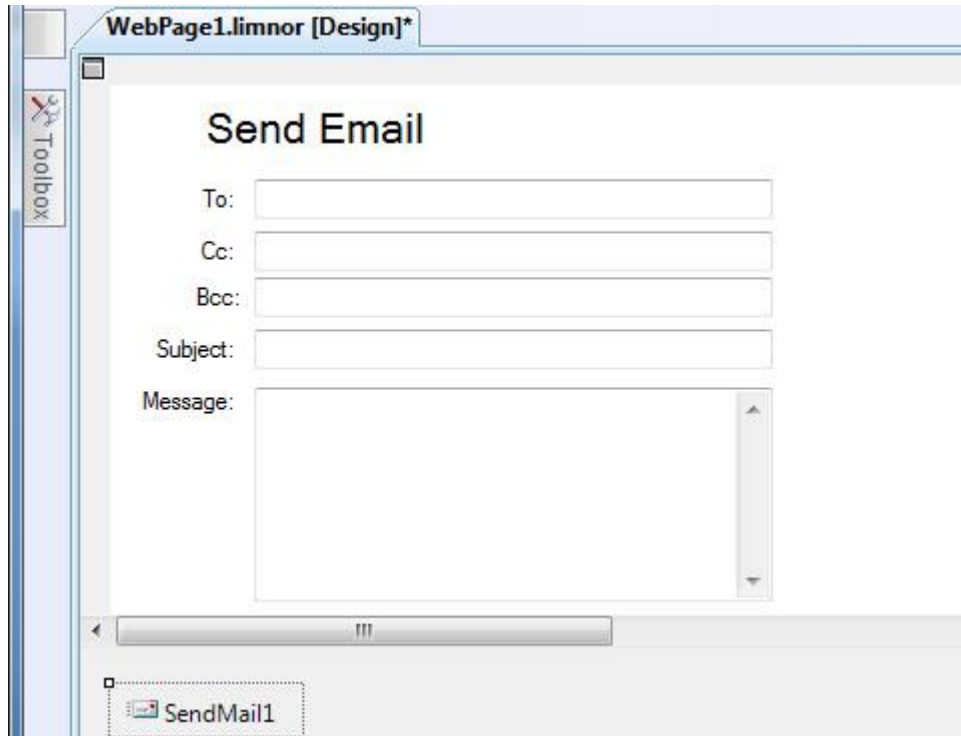 WebPage1.limnor [Design]*
Toolbox
Send Email
To:
Cc:
Bcc:
Subject:
Message:
SendMail1